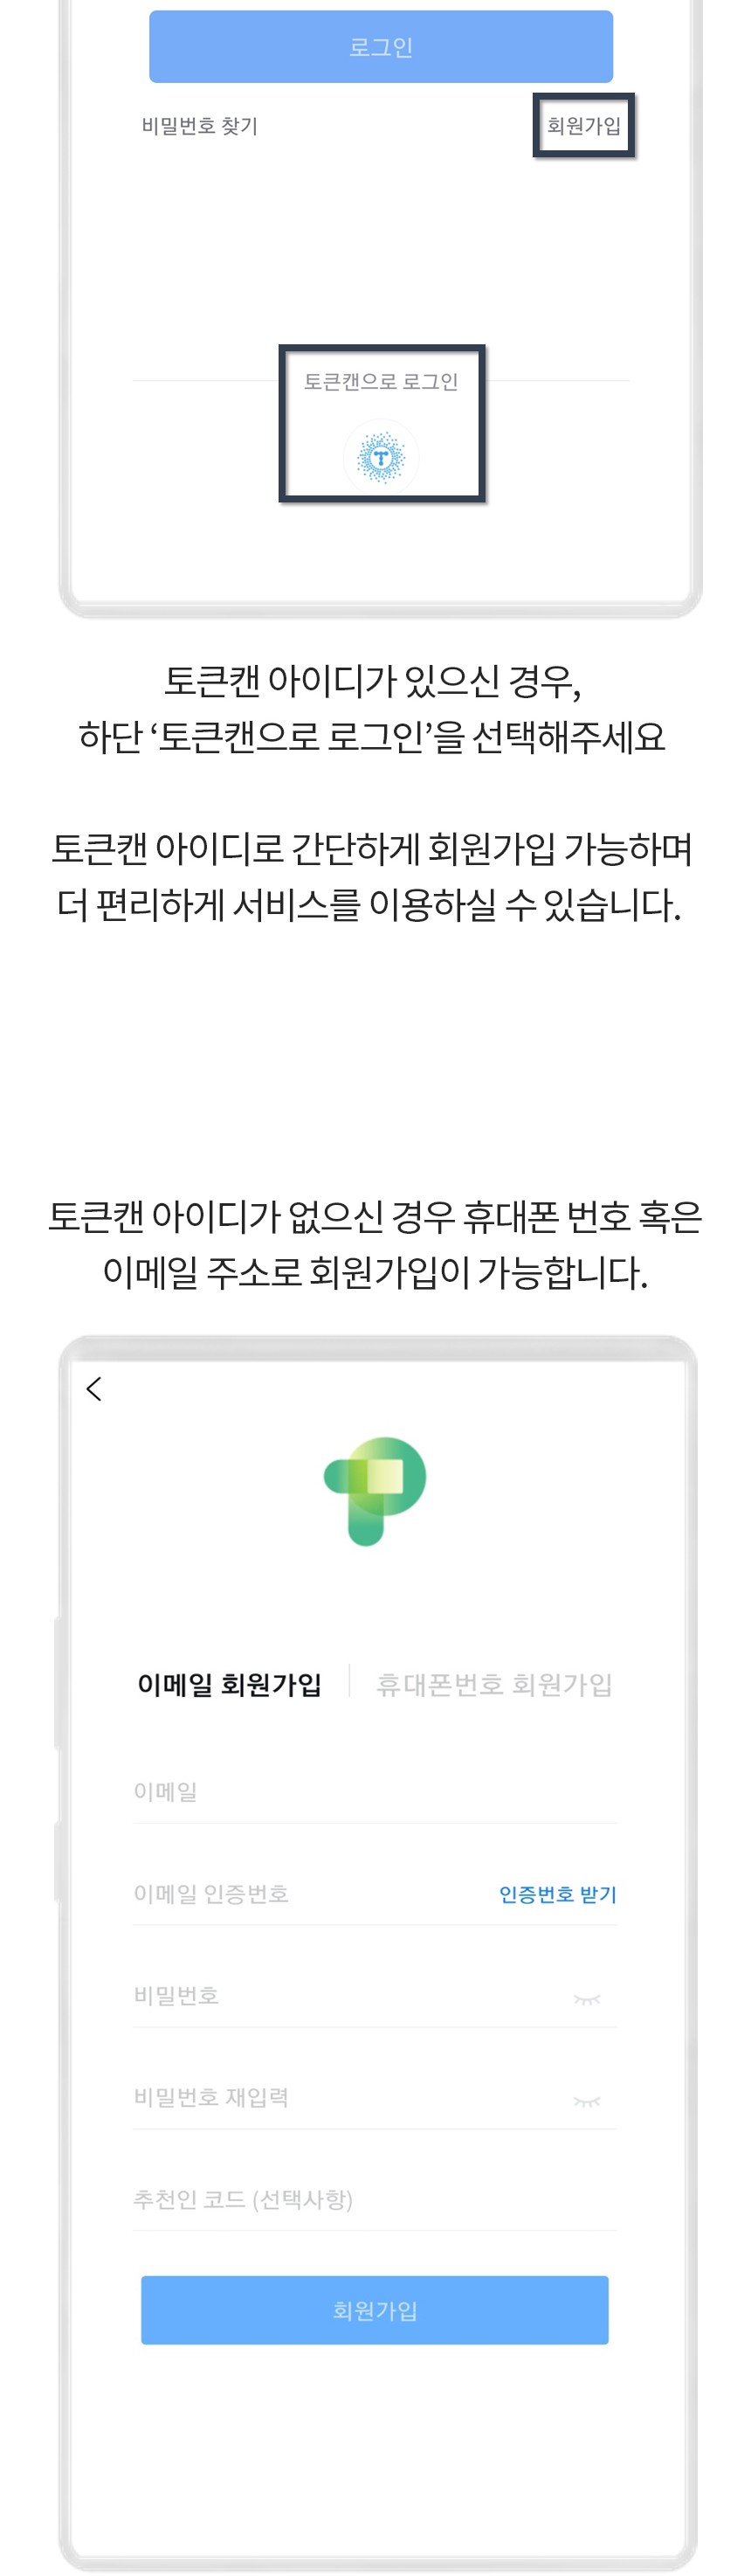 로그인
비밀번호 찾기 회원가입
토큰캔으로 로그인
토큰캔 아이디가 있으신 경우,
하단 ‘토큰캔으로 로그인’을 선택해주세요
토큰캔 아이디로 간단하게 회원가입 가능하며
더 편리하게 서비스를 이용하실 수 있습니다.
토큰캔 아이디가 없으신 경우 휴대폰 번호 혹은
이메일 주소로 회원가입이 가능합니다.
이메일 회원가입 휴대폰번호 회원가입
이메일
이메일 인증번호 인증번호 받기
비밀번호
비밀번호 재입력
추천인 코드 (선택사항)
회원가입